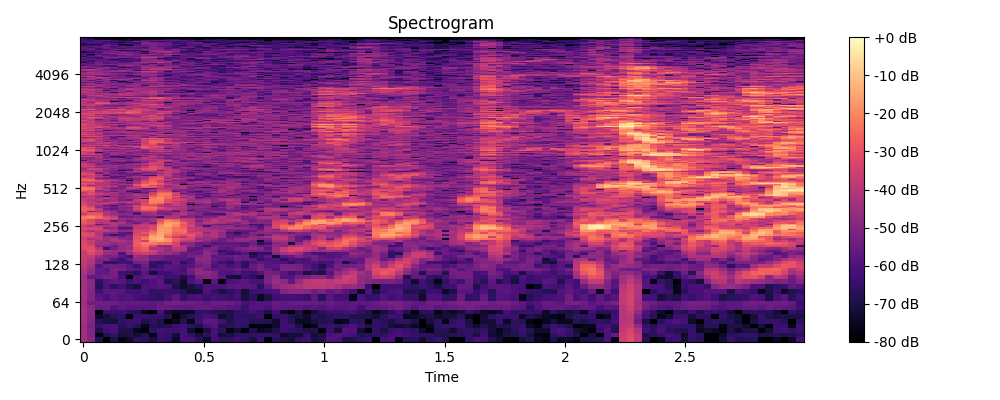 Spectrogram
Hz
4096
2048
1024
512
256
128
64
0
0
0.5
1
1.5
2
2.5
Time
+0 dB
-10 dB
-20 dB
-30 dB
-40 dB
-50 dB
-60 dB
-70 dB
-80 dB